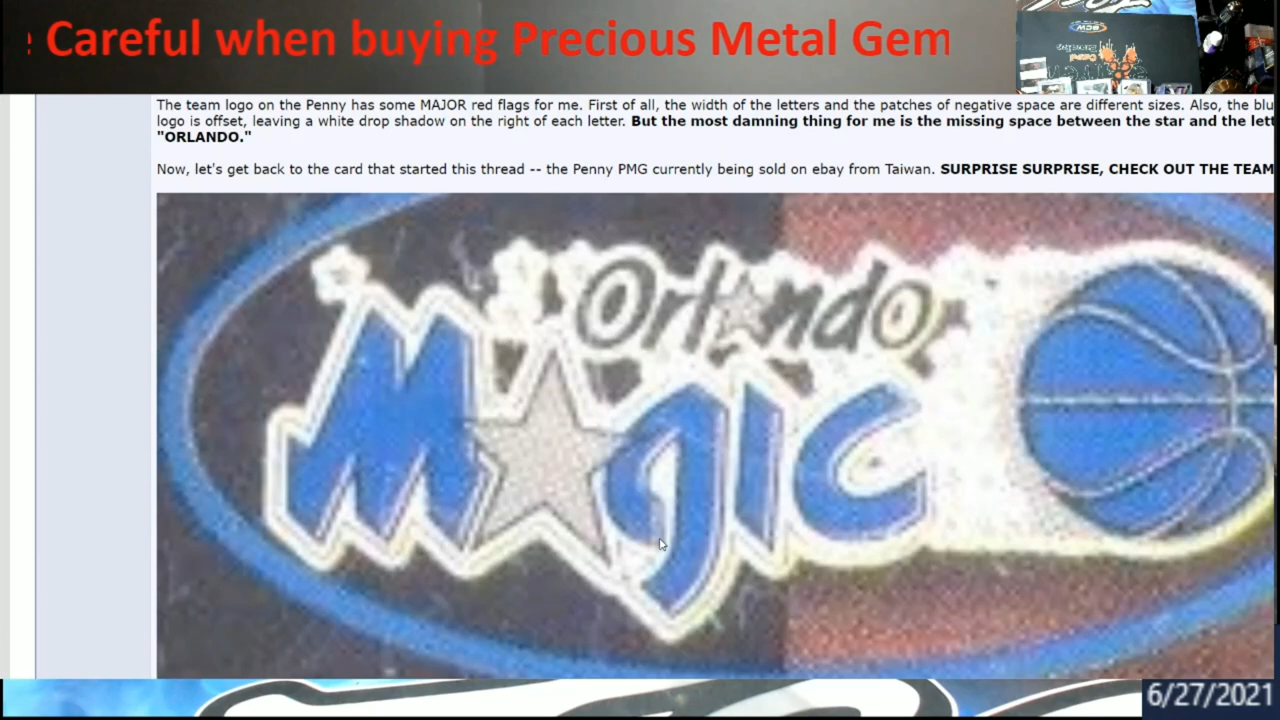 Careful when buying Precious Metal Gem
The team logo on the Penny has some MAJOR red flags for me. First of all, the width of the letters and the patches of negative space are different sizes. Also, the blu
logo is offset, leaving a white drop shadow on the right of each letter. But the most damning thing for me is the missing space between the star and the lett
"ORLANDO."
Now, let's get back to the card that started this thread -- the Penny PMG currently being sold on ebay from Taiwan. SURPRISE SURPRISE, CHECK OUT THE TEAM
Orlando
Magic
6/27/2021